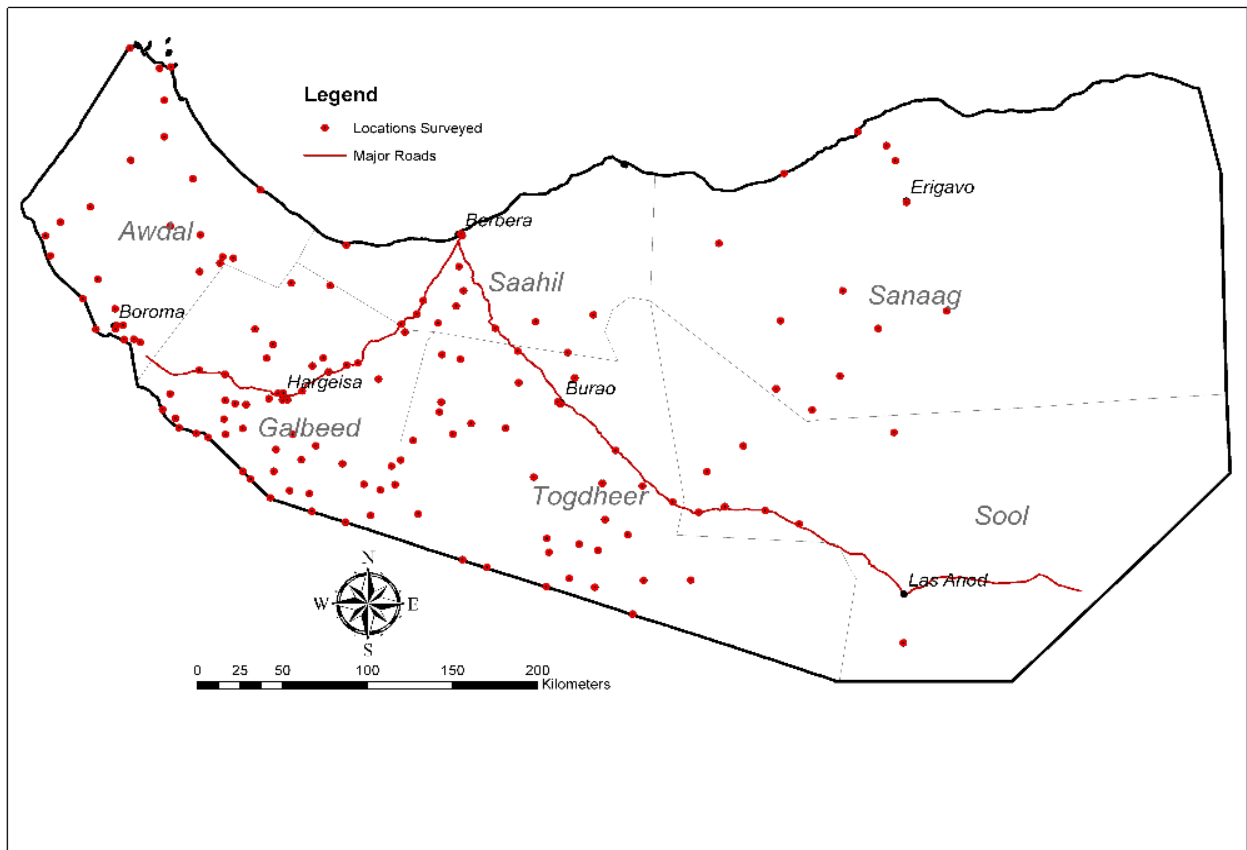 Legend
Locations Surveyed
Major Roads
Erigavo
Berbera
Awdal
Saahil
Sanaag
Boroma
Hargeisa
Burao
Galbeed
Togdheer
Sool
Las Anod
N
W E
S
0 25 50 100 150 200
Kilometers